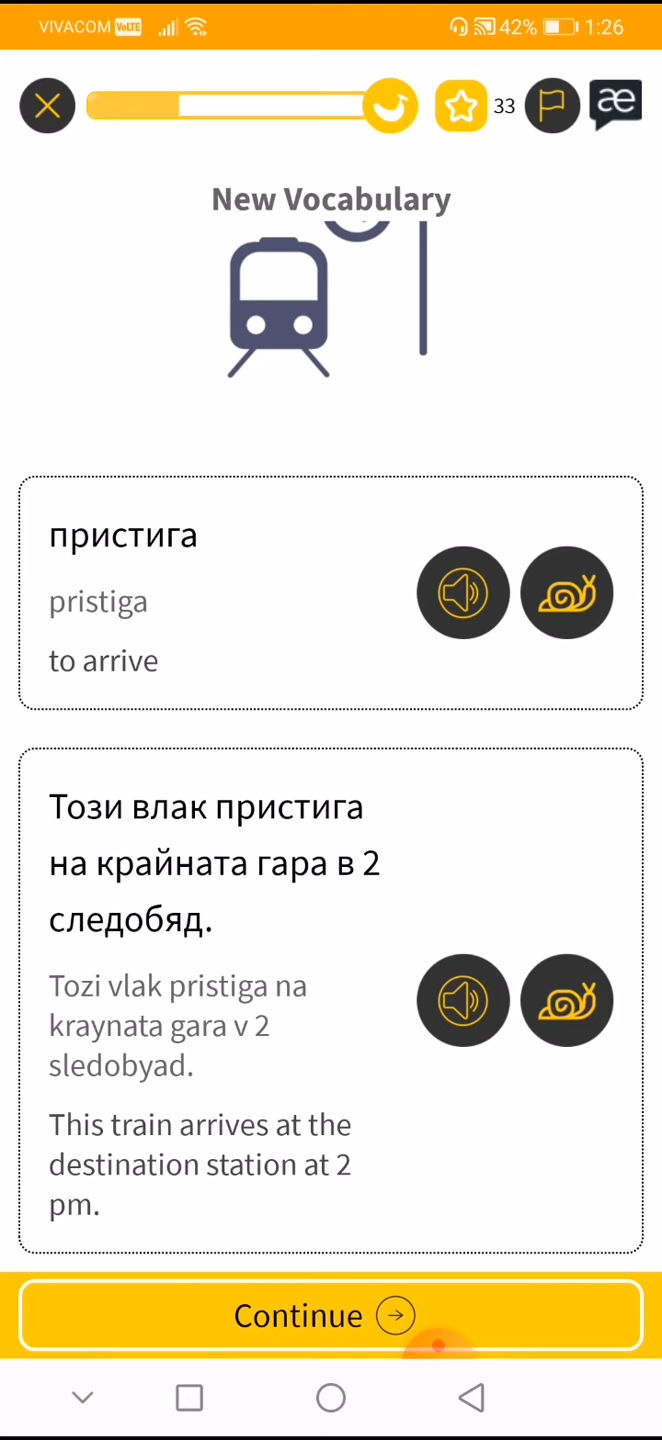 VIVACOM VoLTE 42% 1:26
33 æ
New Vocabulary
пристига
pristiga
to arrive
Този влак пристига
на крайната гара в 2
следобяд.
Tozi vlak pristiga na
kraynata gara v 2
sledobyad.
This train arrives at the
destination station at 2
pm.
Continue